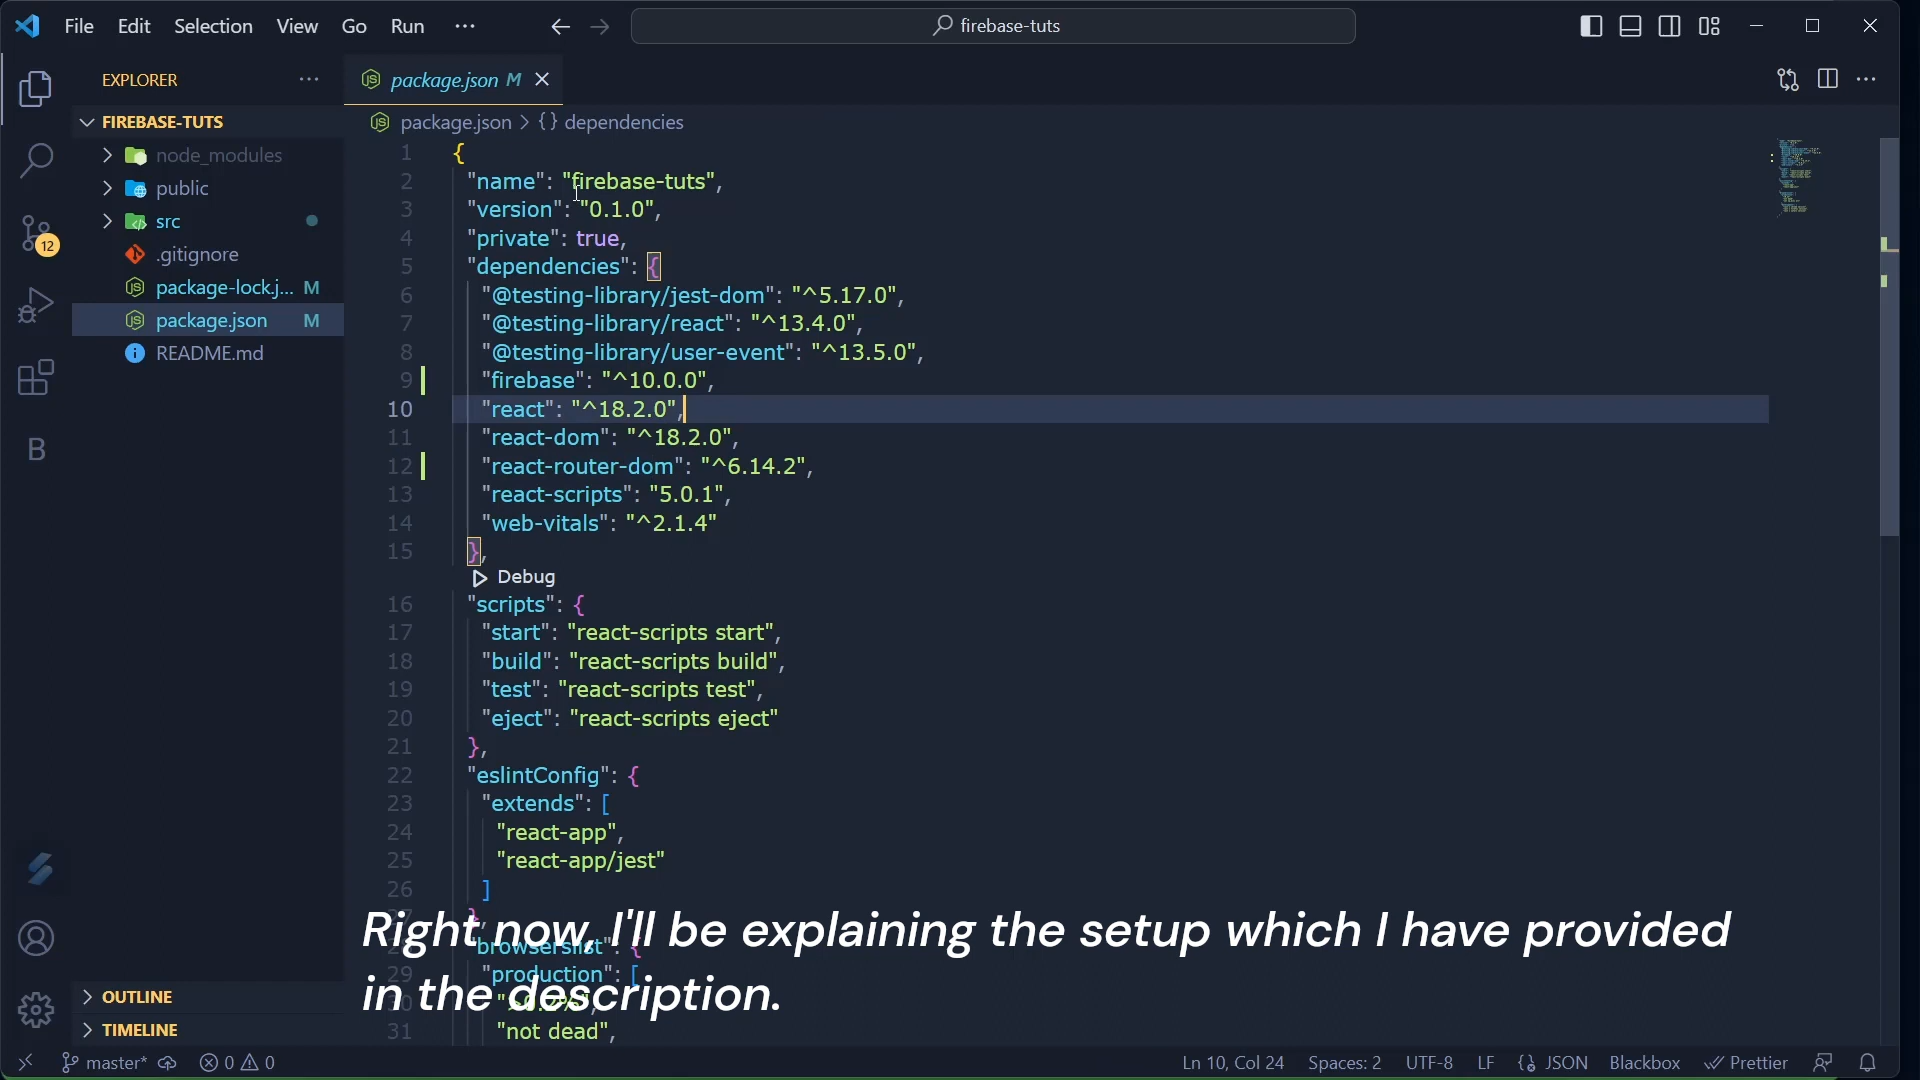 File Edit Selection View Go Run ··· firebase-tuts
EXPLORER ···
package.json M
FIREBASE-TUTS
node_modules
public
src
.gitignore
package-lock.j... M
package.json M
README.md
12
B
OUTLINE
TIMELINE
package.json > {} dependencies
1 {
2 "name": "firebase-tuts",
3 "version": "0.1.0",
4 "private": true,
5 "dependencies": {
6 "@testing-library/jest-dom": "^5.17.0",
7 "@testing-library/react": "^13.4.0",
8 "@testing-library/user-event": "^13.5.0",
9 "firebase": "^10.0.0",
10 "react": "^18.2.0",
11 "react-dom": "^18.2.0",
12 "react-router-dom": "^6.14.2",
13 "react-scripts": "5.0.1",
14 "web-vitals": "^2.1.4"
15 },
Debug
16 "scripts": {
17 "start": "react-scripts start",
18 "build": "react-scripts build",
19 "test": "react-scripts test",
20 "eject": "react-scripts eject"
21 },
22 "eslintConfig": {
23 "extends": [
24 "react-app",
25 "react-app/jest"
26 ]
"browserslist": {
29 "production": [
31 "not dead",
Right now, I'll be explaining the setup which I have provided
in the description.
master* 0 0 Ln 10, Col 24 Spaces: 2 UTF-8 LF {} JSON Blackbox Prettier